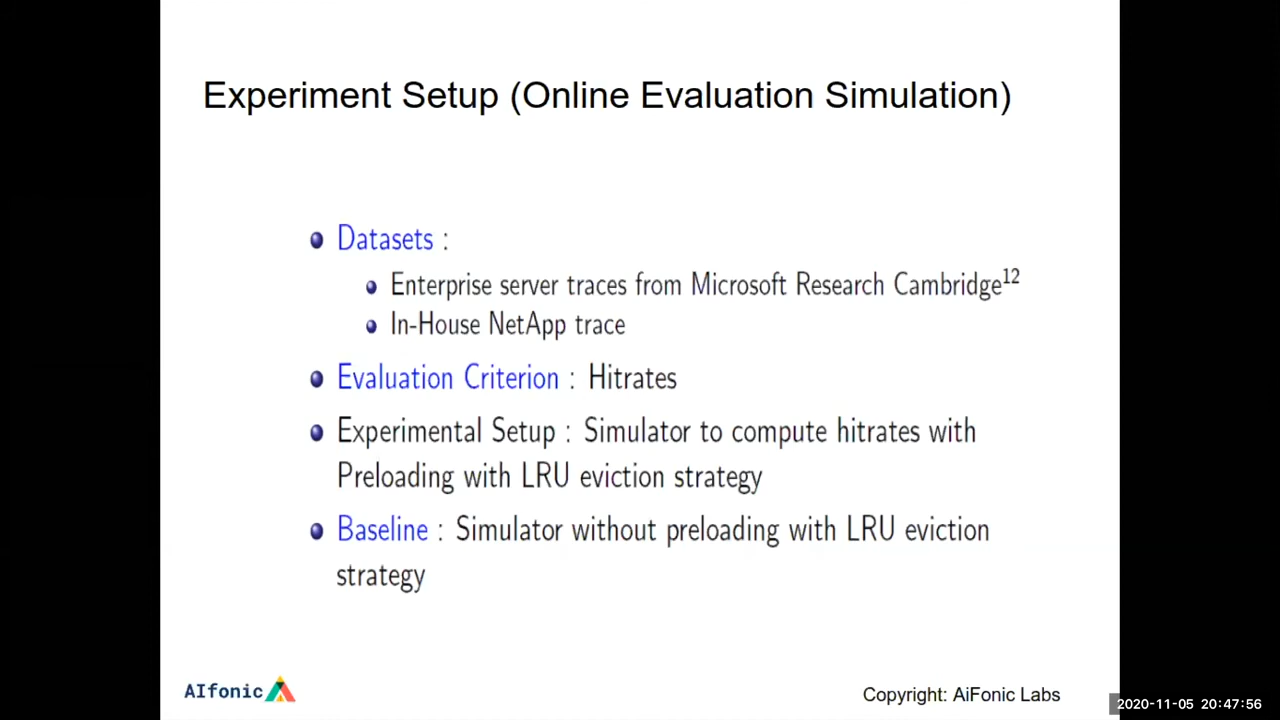 Experiment Setup (Online Evaluation Simulation)
Datasets :
Enterprise server traces from Microsoft Research Cambridge12
In-House NetApp trace
Evaluation Criterion : Hitrates
Experimental Setup : Simulator to compute hitrates with
Preloading with LRU eviction strategy
Baseline : Simulator without preloading with LRU eviction
strategy
AIfonic
Copyright: AiFonic Labs
2020-11-05 20:47:56